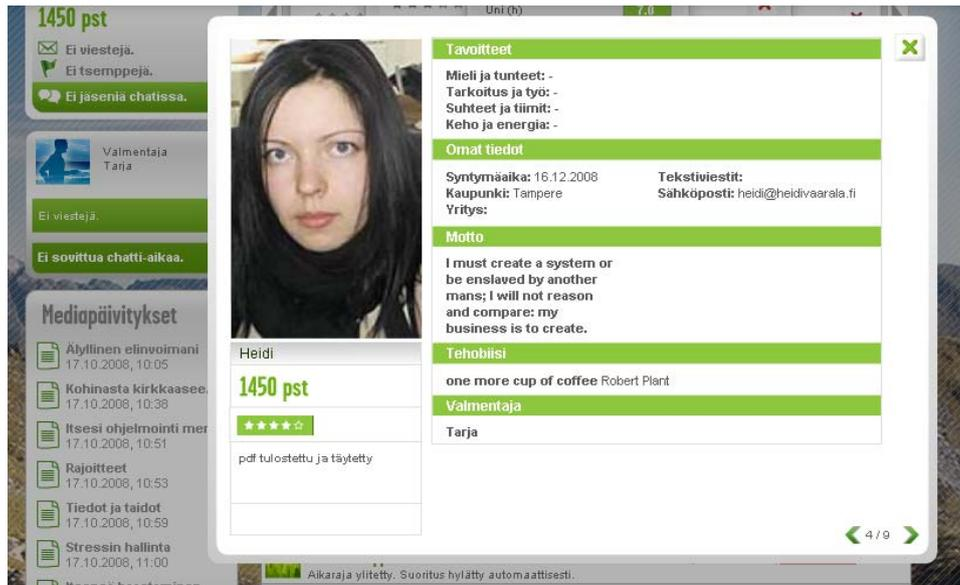 1450 pst
Ei viestejä.
Ei tsemppejä.
Ei jäseniä chatissa.
Valmentaja
Tarja
Ei viestejä.
Ei sovittua chatti-aikaa.
Mediapäivitykset
Älyllinen elinvoimani
17.10.2008, 10:05
Kohinasta kirkkaasee.
17.10.2008, 10:38
Itsesi ohjelmointi mer
17.10.2008, 10:51
Rajoitteet
17.10.2008, 10:53
Tiedot ja taidot
17.10.2008, 10:59
Stressin hallinta
17.10.2008, 11:00
Uni (h)
7.0
Heidi
1450 pst
pdf tulostettu ja täytetty
Tavoitteet
Mieli ja tunteet: -
Tarkoitus ja työ: -
Suhteet ja tiimit: -
Keho ja energia: -
Omat tiedot
Syntymäaika: 16.12.2008 Tekstiviestit:
Kaupunki: Tampere Sähköposti: heidi@heidivaarala.fi
Yritys:
Motto
I must create a system or
be enslaved by another
mans; I will not reason
and compare: my
business is to create.
Tehobiisi
one more cup of coffee Robert Plant
Valmentaja
Tarja
4 / 9
Aikaraja ylitetty. Suoritus hylätty automaattisesti.